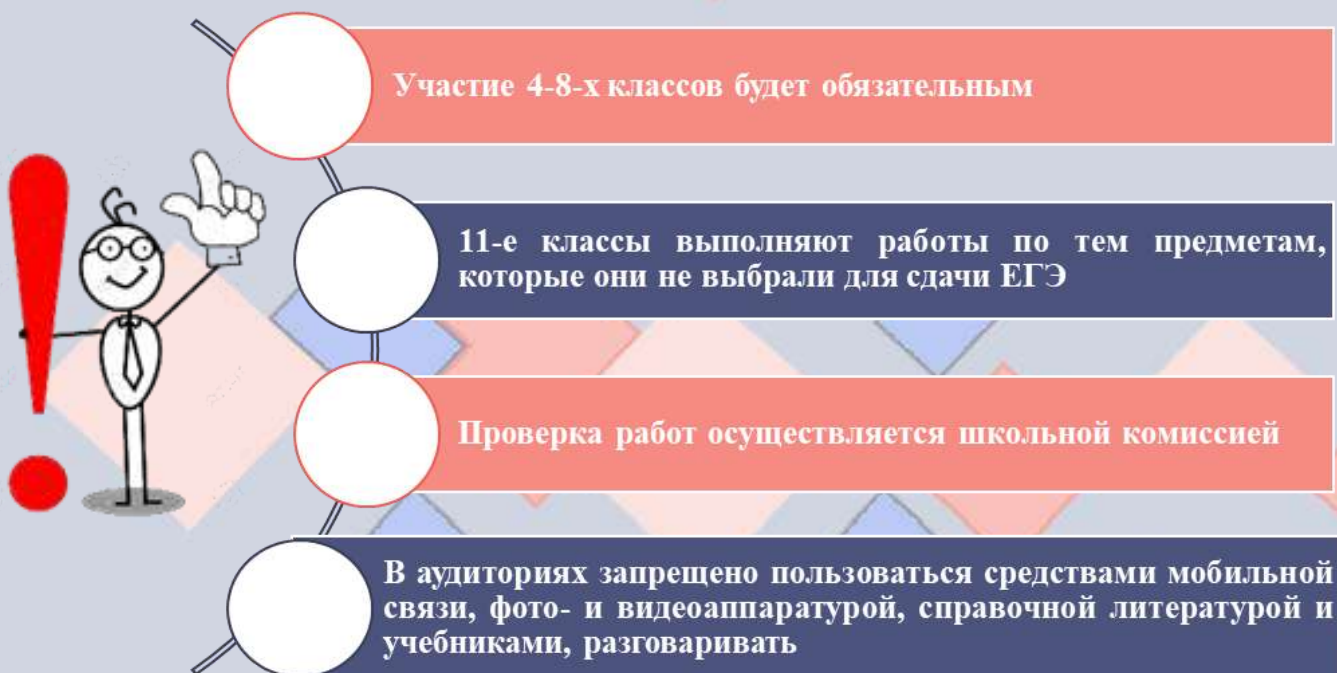 Участие 4-8-х классов будет обязательным
11-е классы выполняют работы по тем предметам,
которые они не выбрали для сдачи ЕГЭ
Проверка работ осуществляется школьной комиссией
В аудиториях запрещено пользоваться средствами мобильной
связи, фото- и видеоаппаратурой, справочной литературой и
учебниками, разговаривать